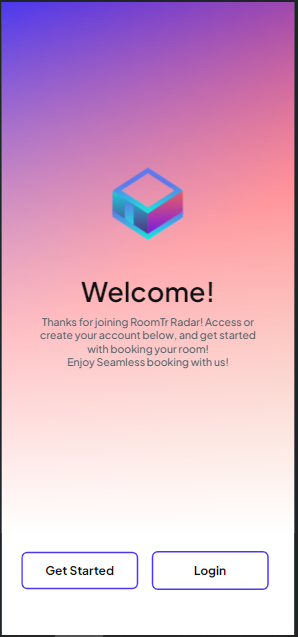 Welcome!
Thanks for joining RoomTr Radar! Access or
create your account below, and get started
with booking your room!
Enjoy Seamless booking with us!
Get Started
Login